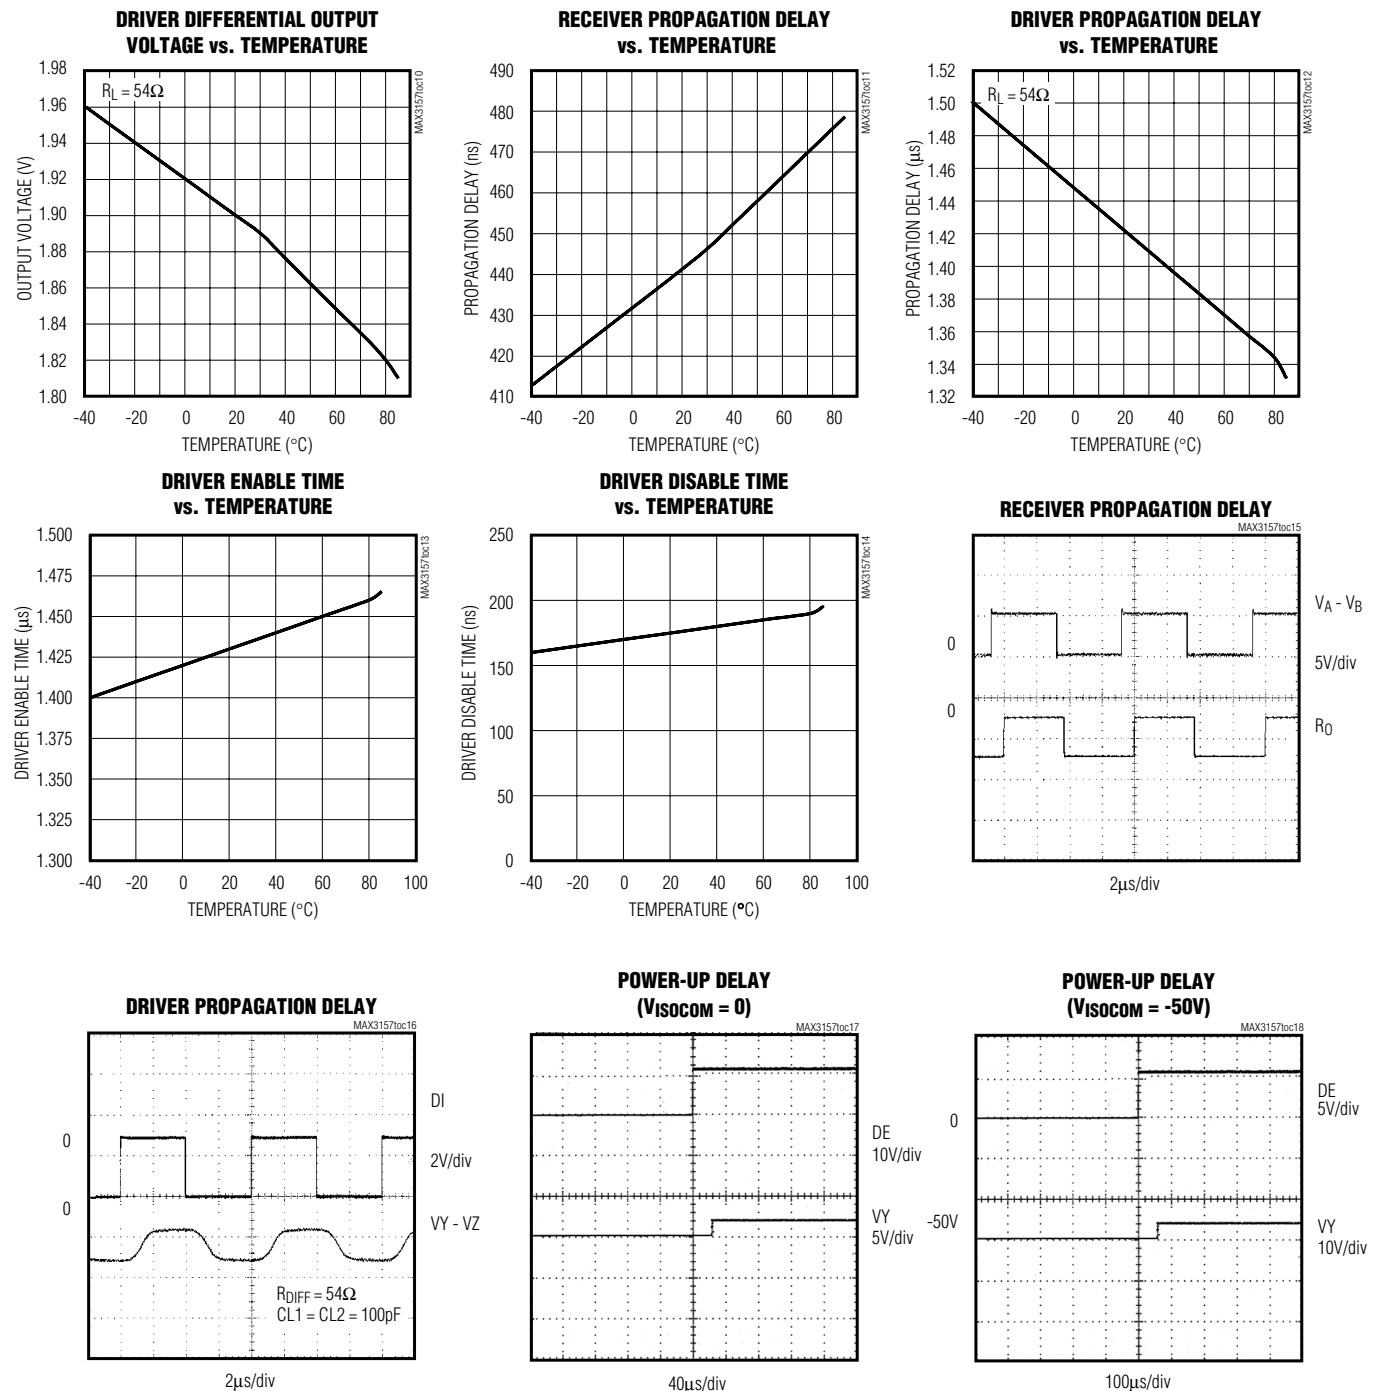 DRIVER DIFFERENTIAL OUTPUT
VOLTAGE vs. TEMPERATURE
MAX3157toc10
RL = 54Ω
1.98
1.96
1.94
1.92
1.90
1.88
1.86
1.84
1.82
1.80
OUTPUT VOLTAGE (V)
-40 -20 0 20 40 60 80
TEMPERATURE (°C)
RECEIVER PROPAGATION DELAY
vs. TEMPERATURE
MAX3157toc11
490
480
470
460
450
440
430
420
410
PROPAGATION DELAY (ns)
-40 -20 0 20 40 60 80
TEMPERATURE (°C)
DRIVER PROPAGATION DELAY
vs. TEMPERATURE
MAX3157toc12
RL = 54Ω
1.52
1.50
1.48
1.46
1.44
1.42
1.40
1.38
1.36
1.34
1.32
PROPAGATION DELAY (µs)
-40 -20 0 20 40 60 80
TEMPERATURE (°C)
DRIVER ENABLE TIME
vs. TEMPERATURE
MAX3157toc13
1.500
1.475
1.450
1.425
1.400
1.375
1.350
1.325
1.300
DRIVER ENABLE TIME (µs)
-40 -20 0 20 40 60 80 100
TEMPERATURE (°C)
DRIVER DISABLE TIME
vs. TEMPERATURE
MAX3157toc14
250
200
150
100
50
0
DRIVER DISABLE TIME (ns)
-40 -20 0 20 40 60 80 100
TEMPERATURE (°C)
RECEIVER PROPAGATION DELAY
MAX3157toc15
VA - VB
0
5V/div
0
RO
2µs/div
DRIVER PROPAGATION DELAY
MAX3157toc16
DI
0
2V/div
0
VY - VZ
RDIFF = 54Ω
CL1 = CL2 = 100pF
2µs/div
POWER-UP DELAY
(VISOCOM = 0)
MAX3157toc17
DE
10V/div
VY
5V/div
40µs/div
POWER-UP DELAY
(VISOCOM = -50V)
MAX3157toc18
DE
5V/div
0
-50V
VY
10V/div
100µs/div